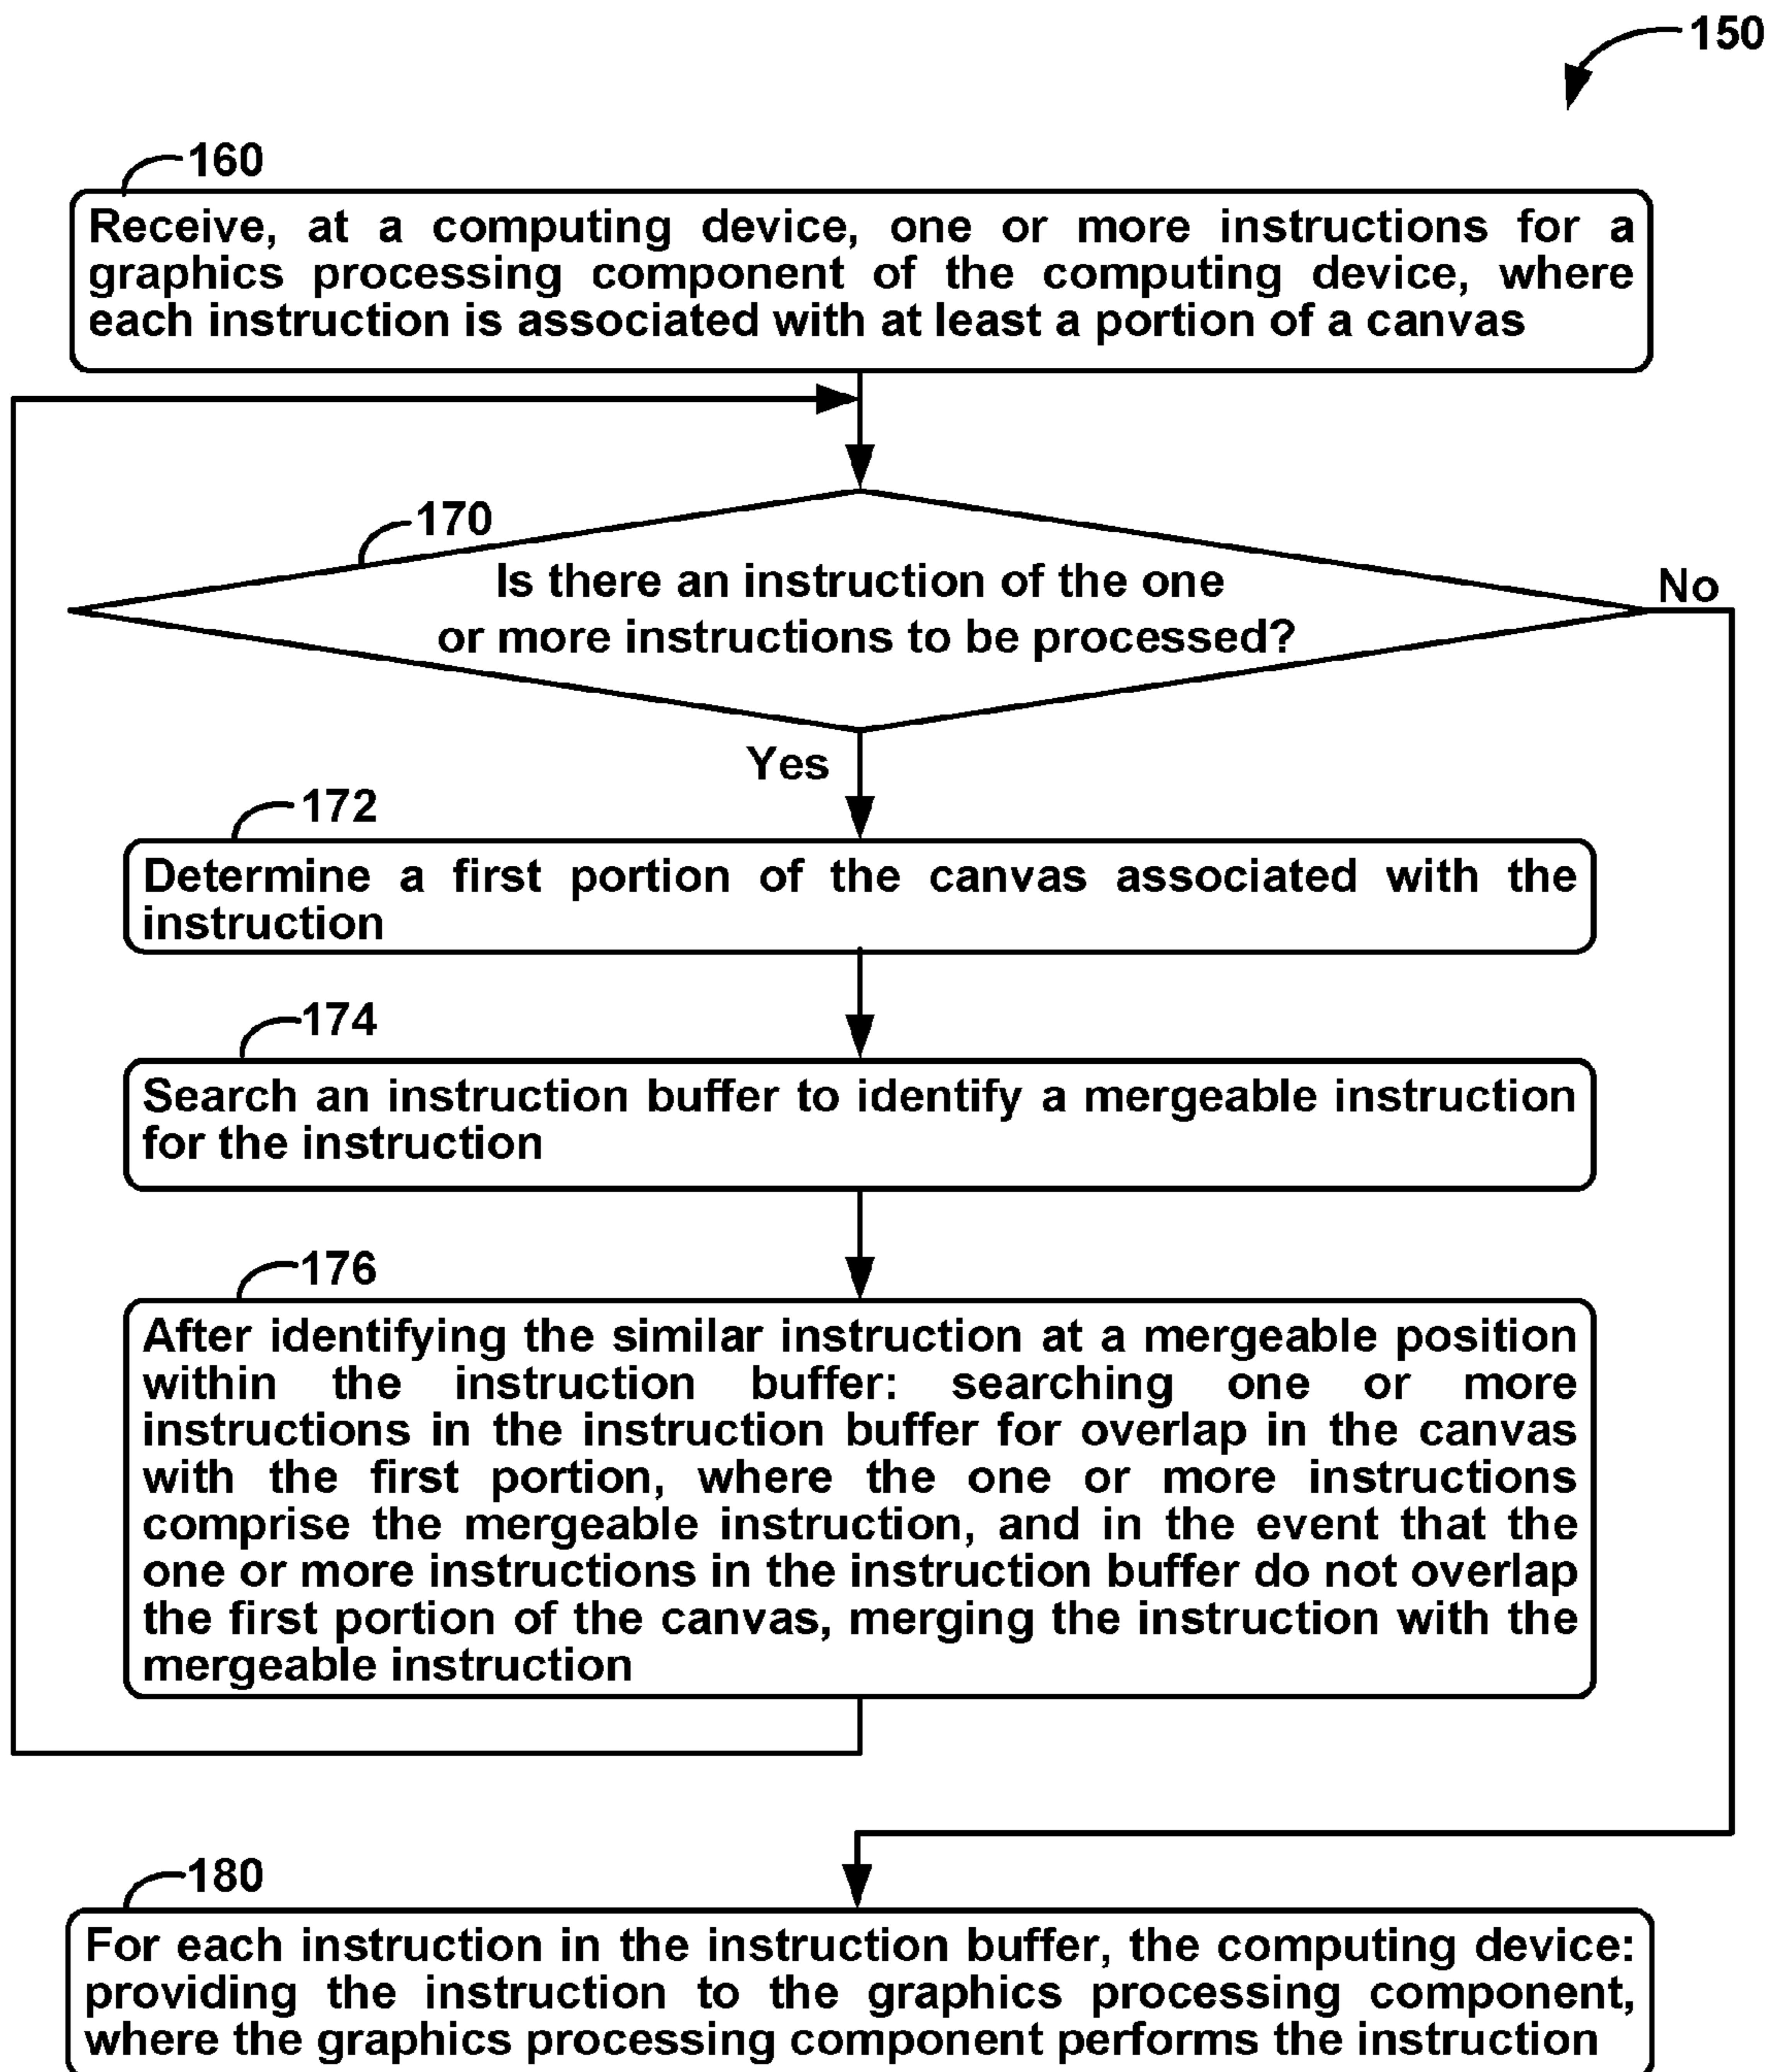 150
160
Receive, at a computing device, one or more instructions for a
graphics processing component of the computing device, where
each instruction is associated with at least a portion of a canvas
170
Is there an instruction of the one
or more instructions to be processed?
No
Yes
172
Determine a first portion of the canvas associated with the
instruction
174
Search an instruction buffer to identify a mergeable instruction
for the instruction
176
After identifying the similar instruction at a mergeable position
within the instruction buffer: searching one or more
instructions in the instruction buffer for overlap in the canvas
with the first portion, where the one or more instructions
comprise the mergeable instruction, and in the event that the
one or more instructions in the instruction buffer do not overlap
the first portion of the canvas, merging the instruction with the
mergeable instruction
180
For each instruction in the instruction buffer, the computing device:
providing the instruction to the graphics processing component,
where the graphics processing component performs the instruction